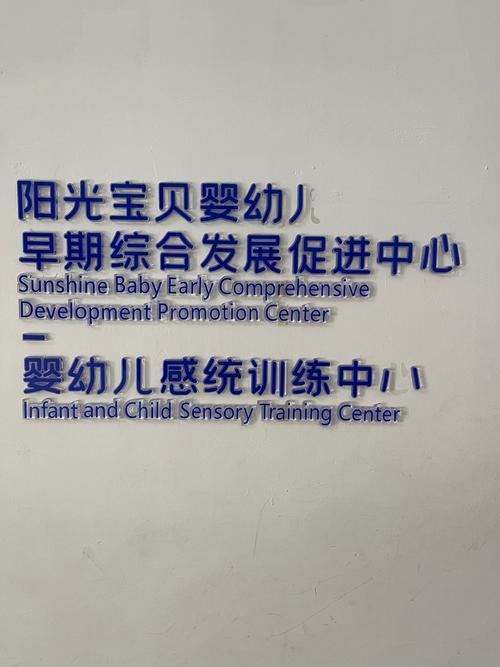 阳光宝贝婴幼儿
早期综合发展促进中心
Sunshine Baby Early Comprehensive
Development Promotion Center
婴幼儿感统训练中心
Infant and Child Sensory Training Center